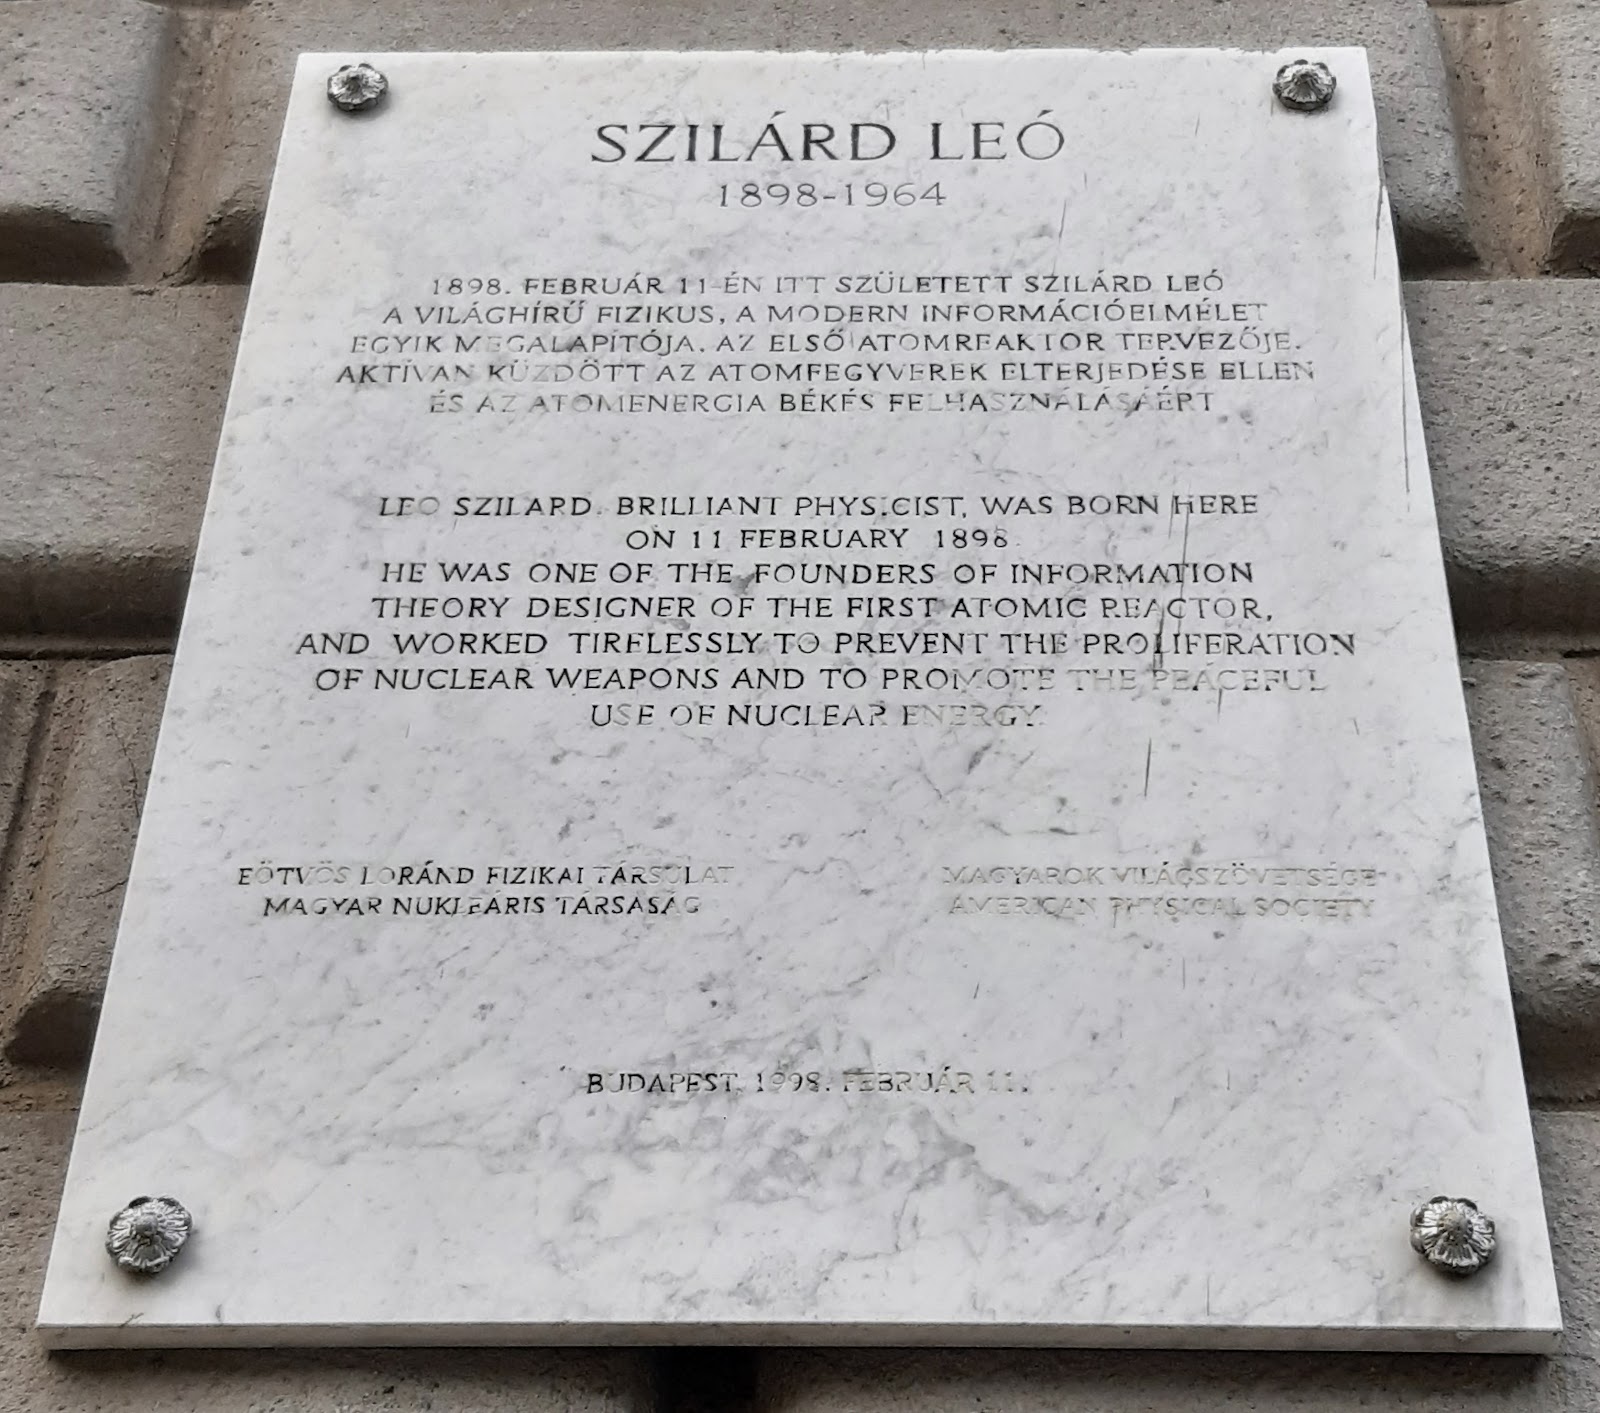 SZILÁRD LEÓ
1898-1964
1898. FEBRUÁR 11-ÉN ITT SZÜLETETT SZILÁRD LEÓ
A VILÁGHÍRŰ FIZIKUS, A MODERN INFORMÁCIÓELMÉLET
EGYIK MEGALAPÍTÓJA, AZ ELSŐ ATOMREAKTOR TERVEZŐJE.
AKTÍVAN KÜZDÖTT AZ ATOMFEGYVEREK ELTERJEDÉSE ELLEN
ÉS AZ ATOMENERGIA BÉKÉS FELHASZNÁLÁSÁÉRT
LEO SZILARD, BRILLIANT PHYSICIST, WAS BORN HERE
ON 11 FEBRUARY 1898.
HE WAS ONE OF THE FOUNDERS OF INFORMATION
THEORY DESIGNER OF THE FIRST ATOMIC REACTOR,
AND WORKED TIRELESSLY TO PREVENT THE PROLIFERATION
OF NUCLEAR WEAPONS AND TO PROMOTE THE PEACEFUL
USE OF NUCLEAR ENERGY.
EÖTVÖS LORÁND FIZIKAI TÁRSULAT
MAGYAR NUKLEÁRIS TÁRSASÁG
MAGYAROK VILÁGSZÖVETSÉGE
AMERICAN PHYSICAL SOCIETY
BUDAPEST, 1998. FEBRUÁR 11.